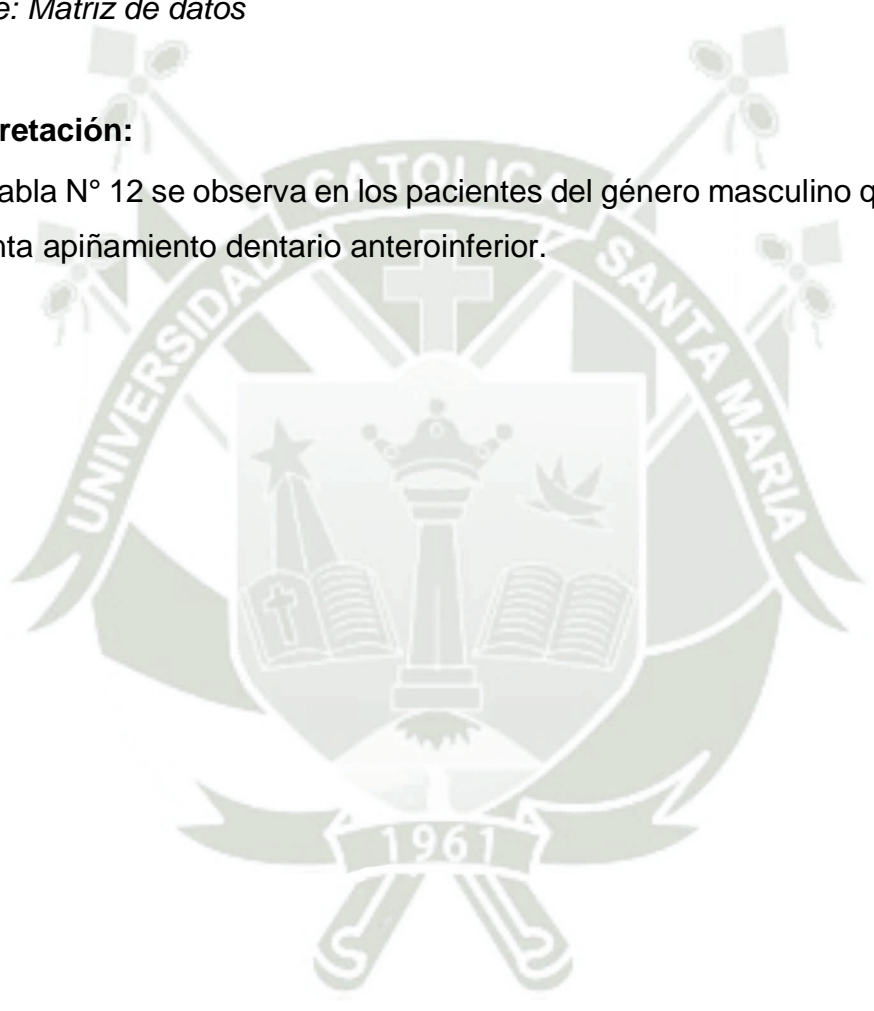 e: Matriz de datos
retación:
abla N° 12 se observa en los pacientes del género masculino q
nta apiñamiento dentario anteroinferior.
UNIVERSIDAD CATOLICA SANTA MARIA
1961